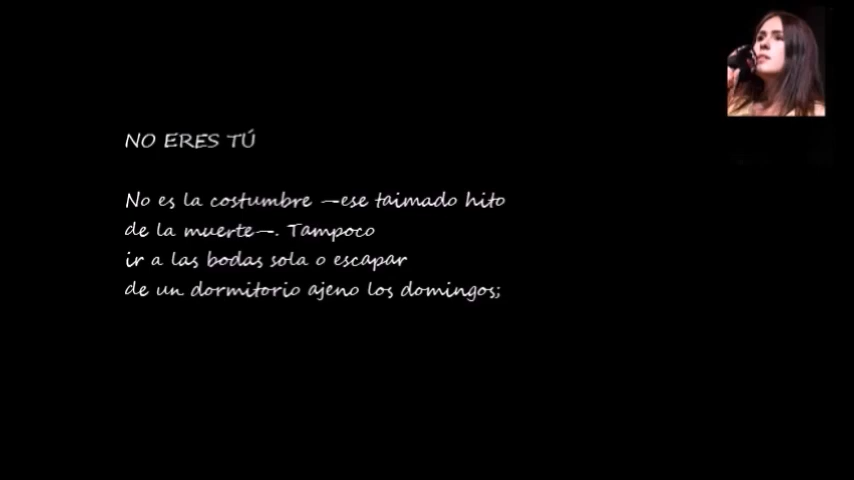 NO ERES TÚ
No es la costumbre —ese taimado hito
de la muerte—. Tampoco
ir a las bodas sola o escapar
de un dormitorio ajeno los domingos;